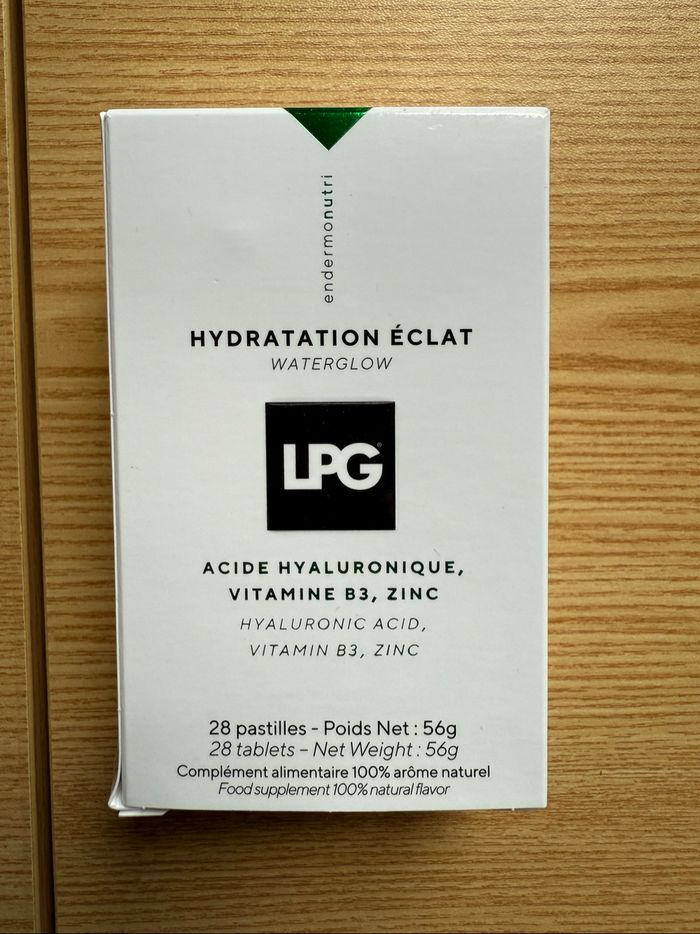 endermonutri
HYDRATATION ÉCLAT
WATERGLOW
LPG®
ACIDE HYALURONIQUE,
VITAMINE B3, ZINC
HYALURONIC ACID,
VITAMIN B3, ZINC
28 pastilles - Poids Net : 56g
28 tablets – Net Weight : 56g
Complément alimentaire 100% arôme naturel
Food supplement 100% natural flavor